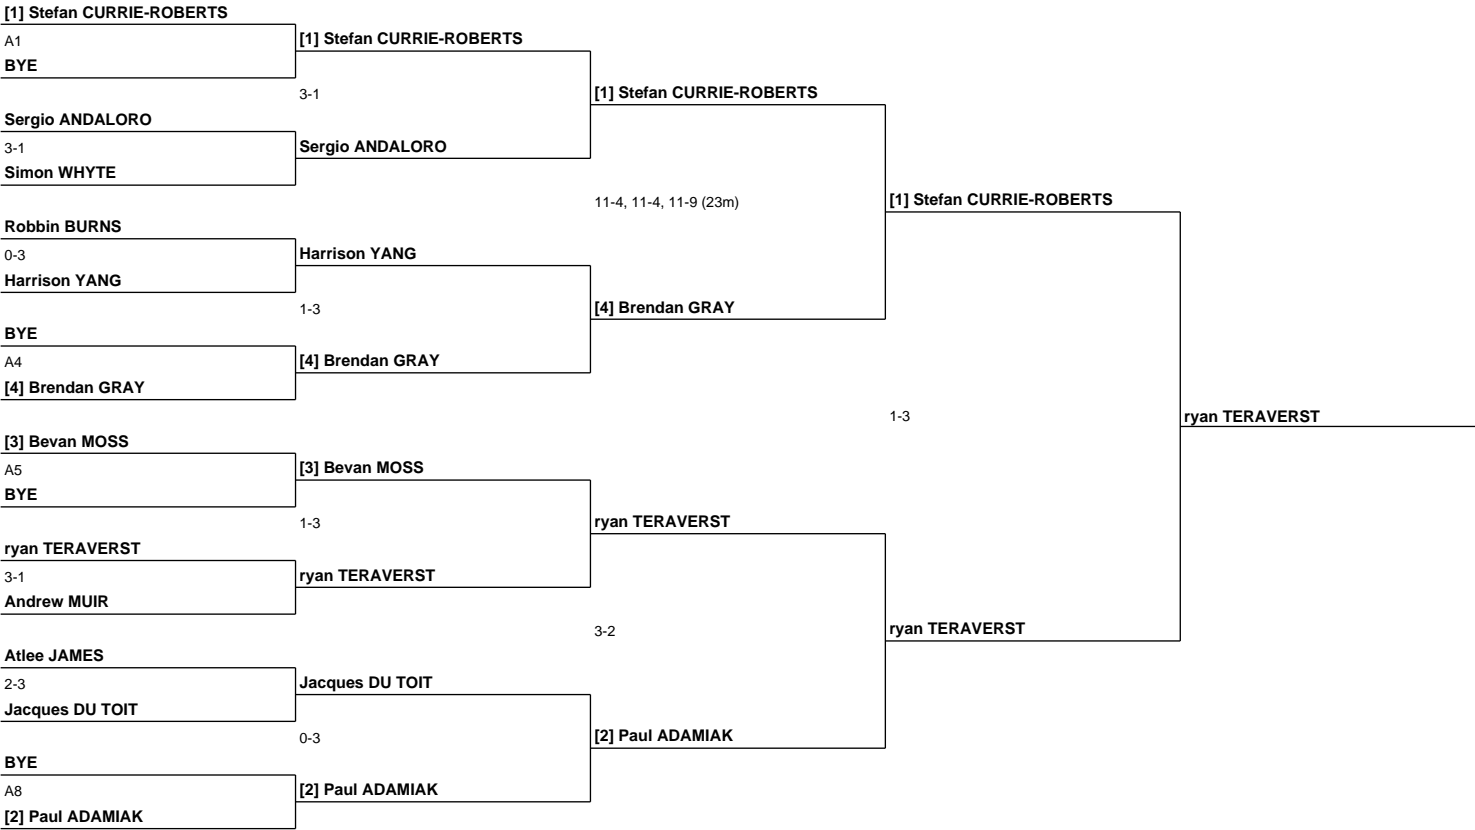 [1] Stefan CURRIE-ROBERTS
A1
BYE
Sergio ANDALORO
3-1
Simon WHYTE
Robbin BURNS
0-3
Harrison YANG
BYE
A4
[4] Brendan GRAY
[3] Bevan MOSS
A5
BYE
ryan TERAVERST
3-1
Andrew MUIR
Atlee JAMES
2-3
Jacques DU TOIT
BYE
A8
[2] Paul ADAMIAK
[1] Stefan CURRIE-ROBERTS
3-1
Sergio ANDALORO
Harrison YANG
1-3
[4] Brendan GRAY
[3] Bevan MOSS
1-3
ryan TERAVERST
Jacques DU TOIT
0-3
[2] Paul ADAMIAK
[1] Stefan CURRIE-ROBERTS
11-4, 11-4, 11-9 (23m)
[4] Brendan GRAY
ryan TERAVERST
3-2
[2] Paul ADAMIAK
[1] Stefan CURRIE-ROBERTS
1-3
ryan TERAVERST
ryan TERAVERST